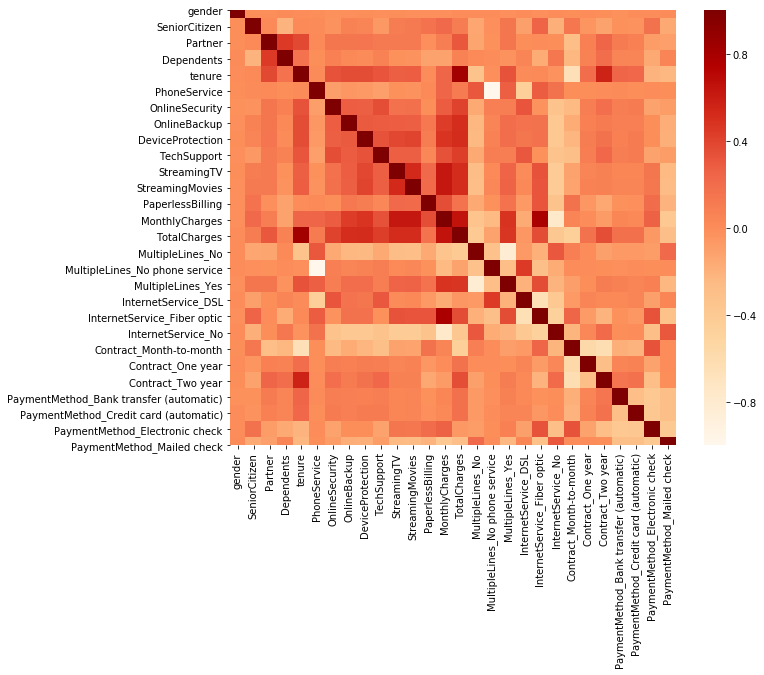 gender
SeniorCitizen
Partner
Dependents
tenure
PhoneService
OnlineSecurity
OnlineBackup
DeviceProtection
TechSupport
StreamingTV
StreamingMovies
PaperlessBilling
MonthlyCharges
TotalCharges
MultipleLines_No
MultipleLines_No phone service
MultipleLines_Yes
InternetService_DSL
InternetService_Fiber optic
InternetService_No
Contract_Month-to-month
Contract_One year
Contract_Two year
PaymentMethod_Bank transfer (automatic)
PaymentMethod_Credit card (automatic)
PaymentMethod_Electronic check
PaymentMethod_Mailed check
gender
SeniorCitizen
Partner
Dependents
tenure
PhoneService
OnlineSecurity
OnlineBackup
DeviceProtection
TechSupport
StreamingTV
StreamingMovies
PaperlessBilling
MonthlyCharges
TotalCharges
MultipleLines_No
MultipleLines_No phone service
MultipleLines_Yes
InternetService_DSL
InternetService_Fiber optic
InternetService_No
Contract_Month-to-month
Contract_One year
Contract_Two year
PaymentMethod_Bank transfer (automatic)
PaymentMethod_Credit card (automatic)
PaymentMethod_Electronic check
PaymentMethod_Mailed check
0.8
0.4
0.0
−0.4
−0.8